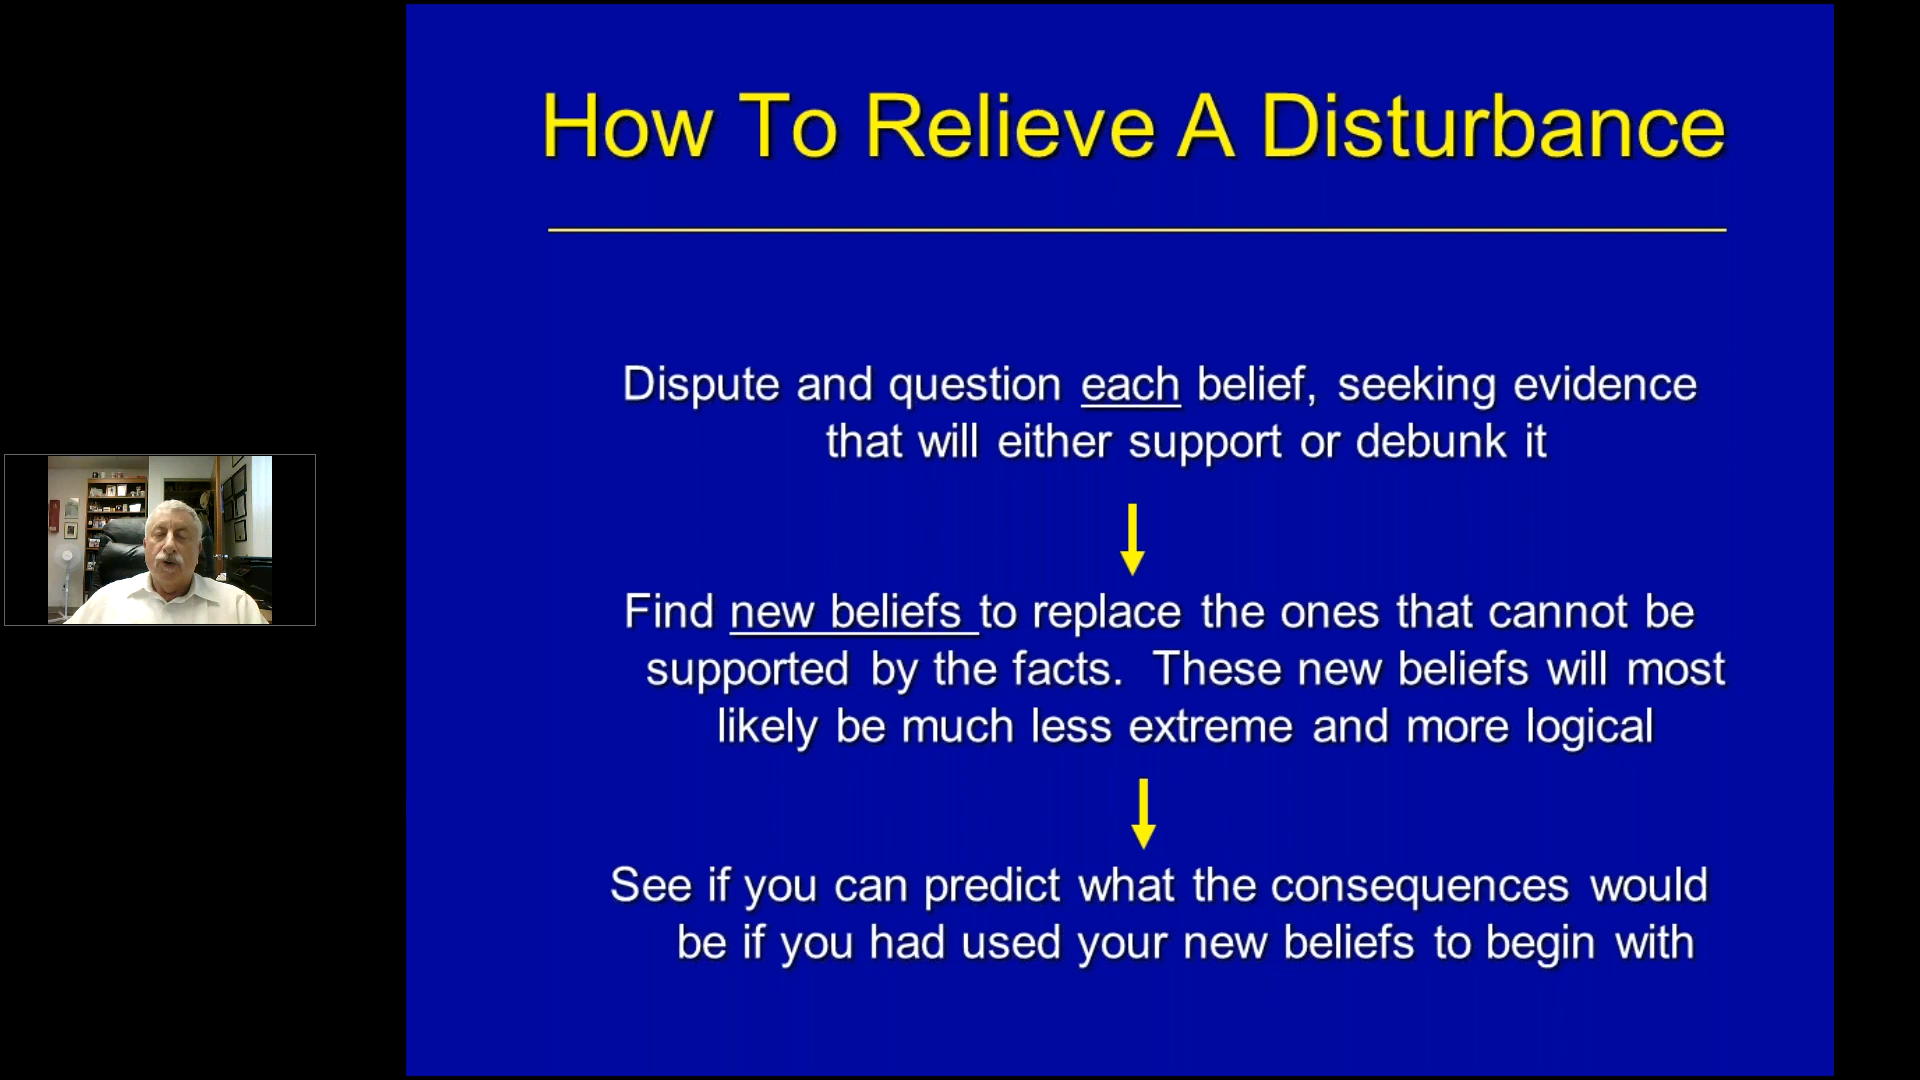 How To Relieve A Disturbance
Dispute and question each belief, seeking evidence
that will either support or debunk it
Find new beliefs to replace the ones that cannot be
supported by the facts. These new beliefs will most
likely be much less extreme and more logical
See if you can predict what the consequences would
be if you had used your new beliefs to begin with